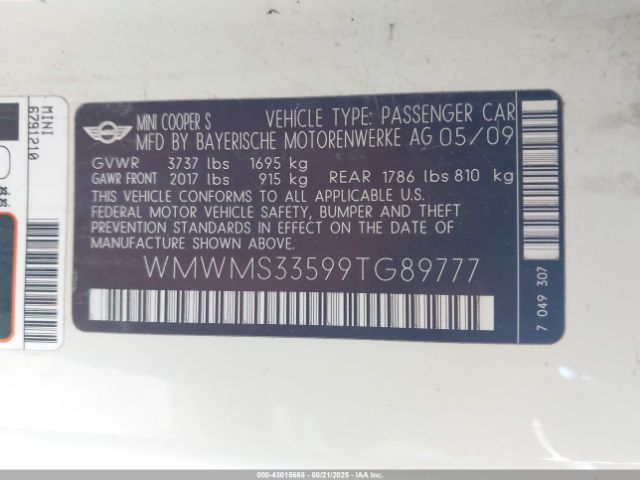 MINI COOPER S VEHICLE TYPE: PASSENGER CAR
MFD BY BAYERISCHE MOTORENWERKE AG 05/09
GVWR 3737 lbs 1695 kg
GAWR FRONT 2017 lbs 915 kg REAR 1786 lbs 810 kg
THIS VEHICLE CONFORMS TO ALL APPLICABLE U.S.
FEDERAL MOTOR VEHICLE SAFETY, BUMPER AND THEFT
PREVENTION STANDARDS IN EFFECT ON THE DATE OF
MANUFACTURE SHOWN ABOVE.
WMWMS33599TG89777
7 049 307
MINI
6791210
000-43015668 - 08/21/2025 - IAAI.COM